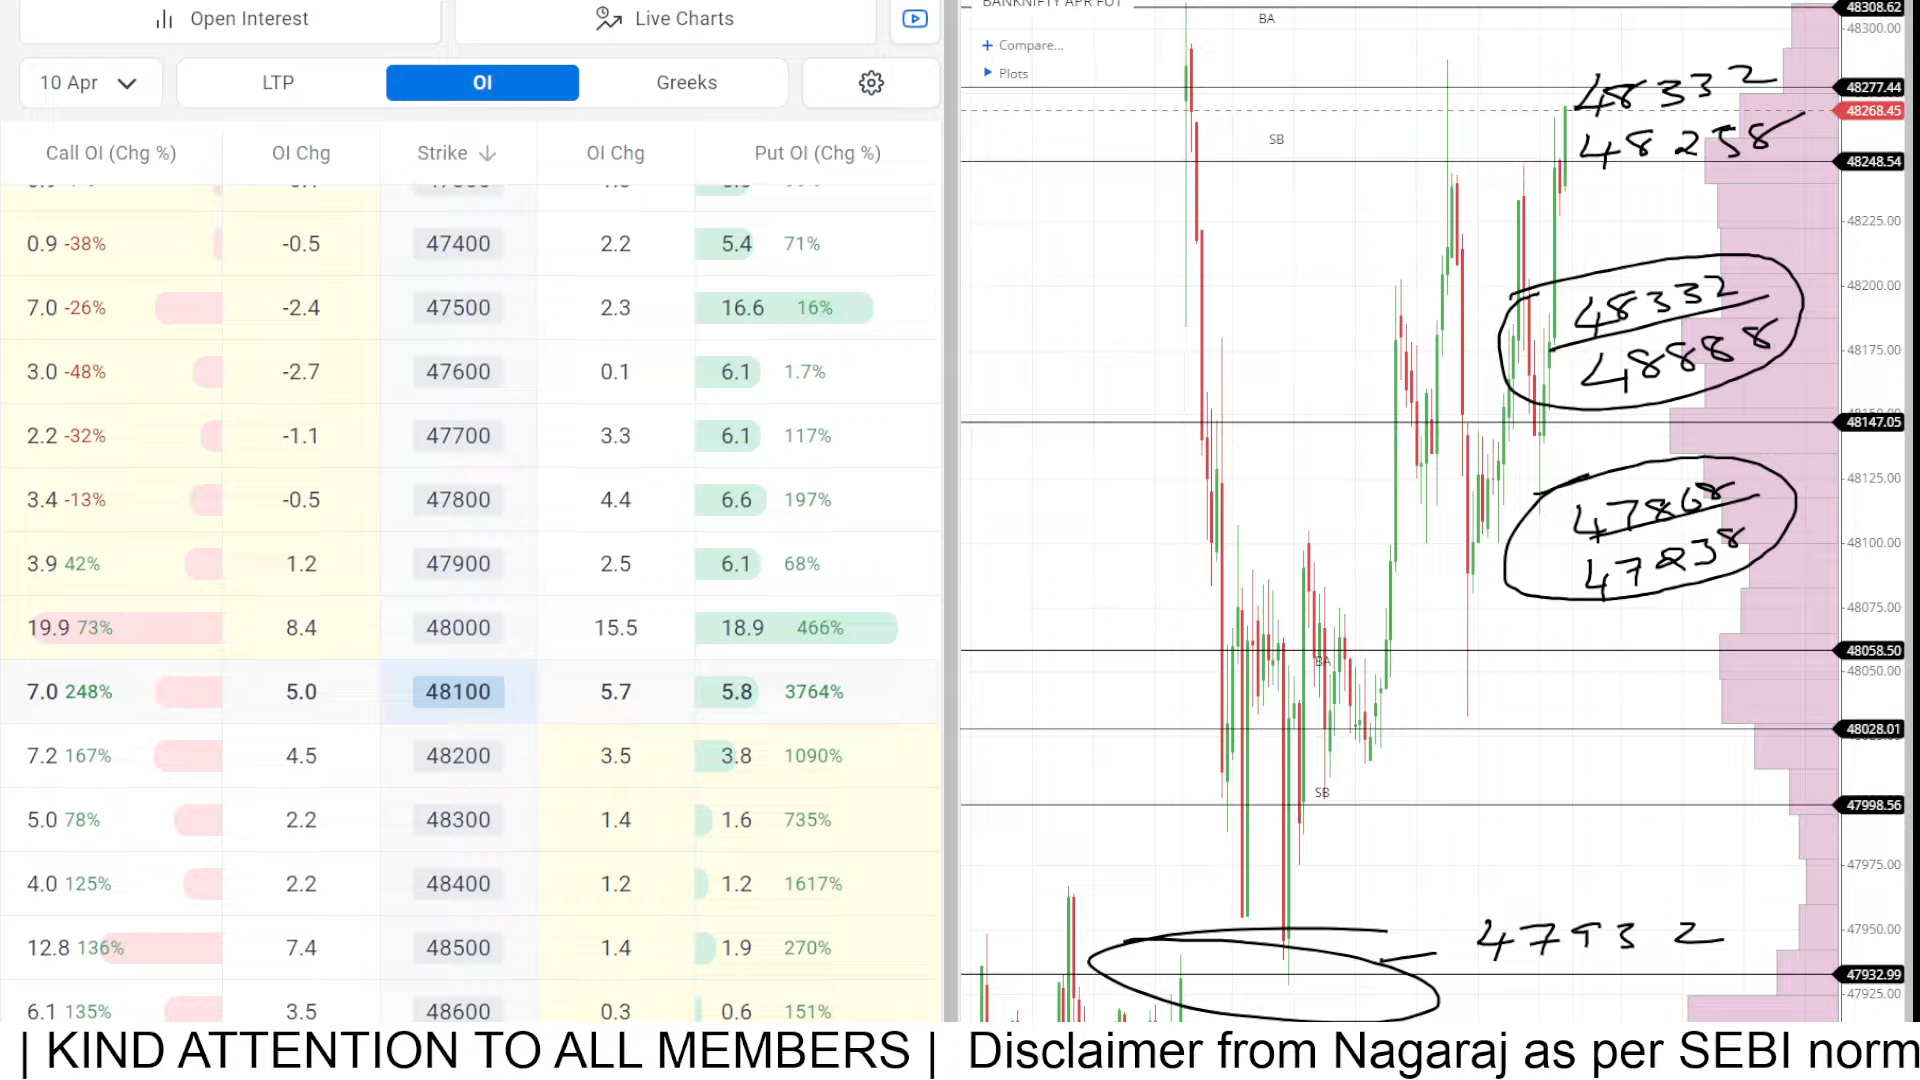 Open Interest
Live Charts
10 Apr
LTP
OI
Greeks
Call OI (Chg %)
OI Chg
Strike
OI Chg
Put OI (Chg %)
0.9 -38% -0.5 47400 2.2 5.4 71%
7.0 -26% -2.4 47500 2.3 16.6 16%
3.0 -48% -2.7 47600 0.1 6.1 1.7%
2.2 -32% -1.1 47700 3.3 6.1 117%
3.4 -13% -0.5 47800 4.4 6.6 197%
3.9 42% 1.2 47900 2.5 6.1 68%
19.9 73% 8.4 48000 15.5 18.9 466%
7.0 248% 5.0 48100 5.7 5.8 3764%
7.2 167% 4.5 48200 3.5 3.8 1090%
5.0 78% 2.2 48300 1.4 1.6 735%
4.0 125% 2.2 48400 1.2 1.2 1617%
12.8 136% 7.4 48500 1.4 1.9 270%
6.1 135% 3.5 48600 0.3 0.6 151%
BANKNIFTY APR FUT
BA
Compare...
Plots
SB
BA
SB
48332
48258
48332
48888
47868
47932
48308.62
48300.00
48277.44
48268.45
48248.54
48225.00
48200.00
48175.00
48147.05
48125.00
48100.00
48075.00
48058.50
48050.00
48028.01
47998.56
47975.00
47950.00
47932.99
47925.00
| KIND ATTENTION TO ALL MEMBERS | Disclaimer from Nagaraj as per SEBI norm